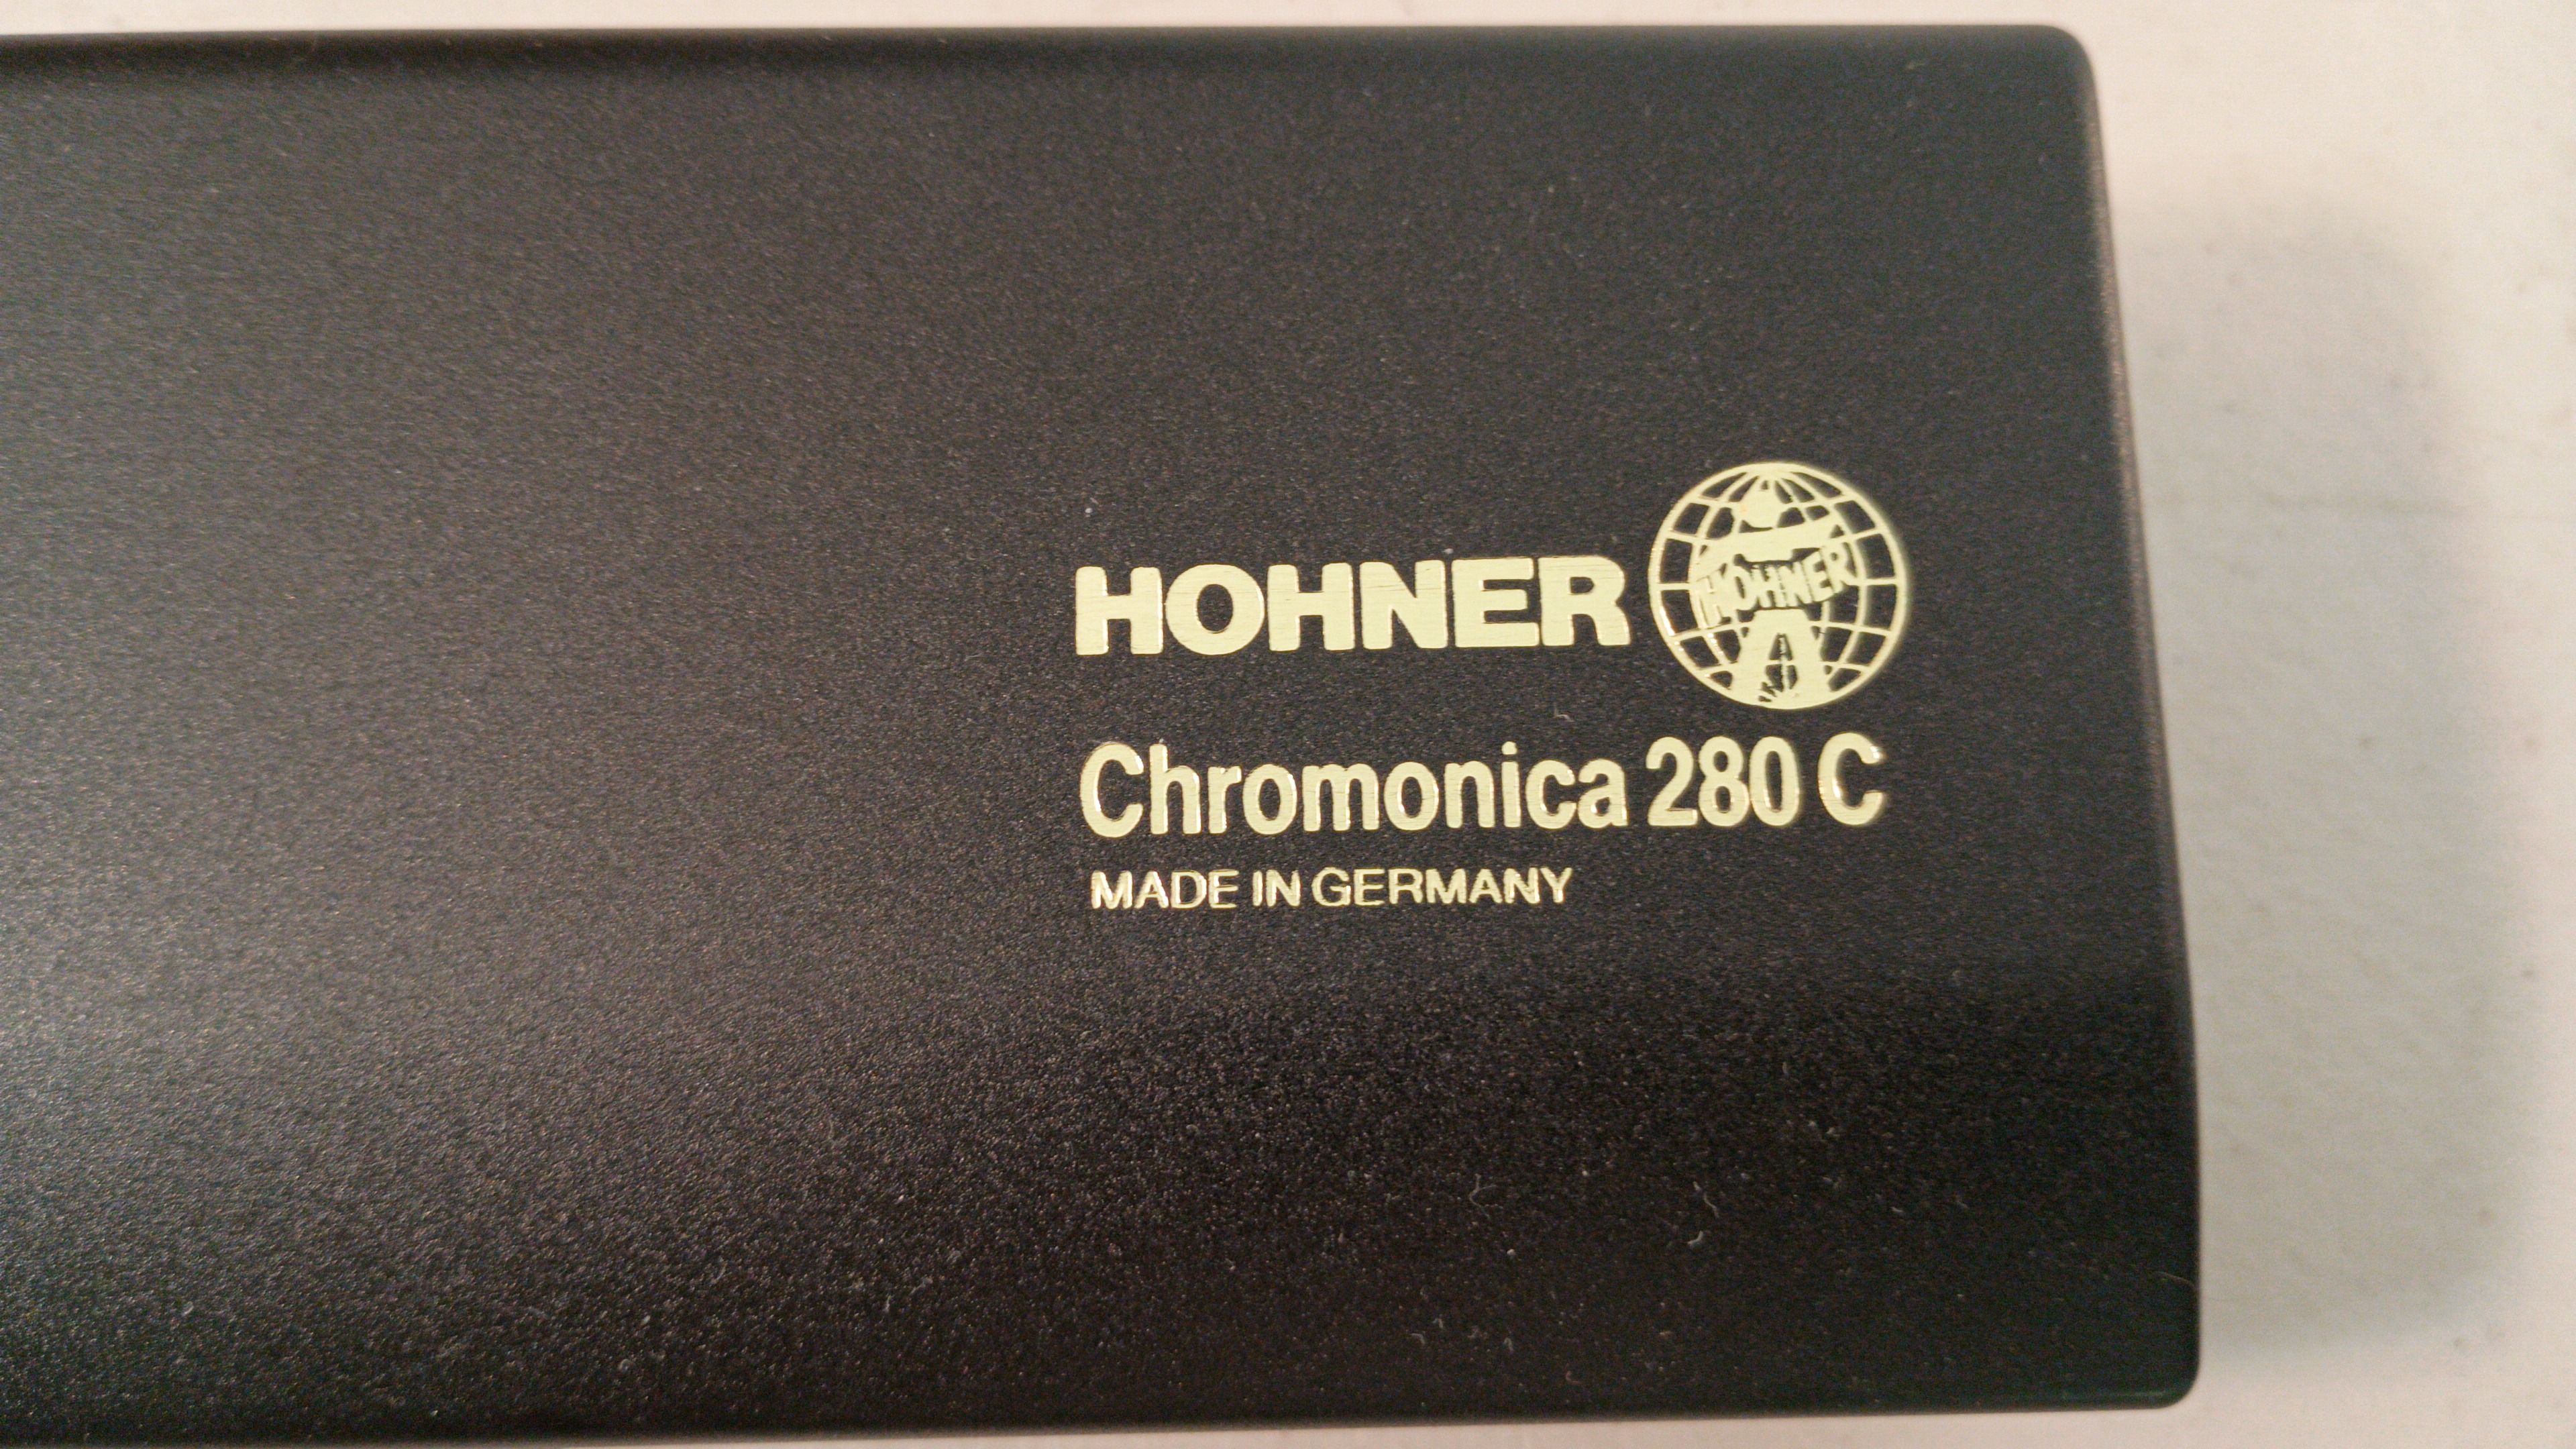 HOHNER
HOHNER
Chromonica 280 C
MADE IN GERMANY